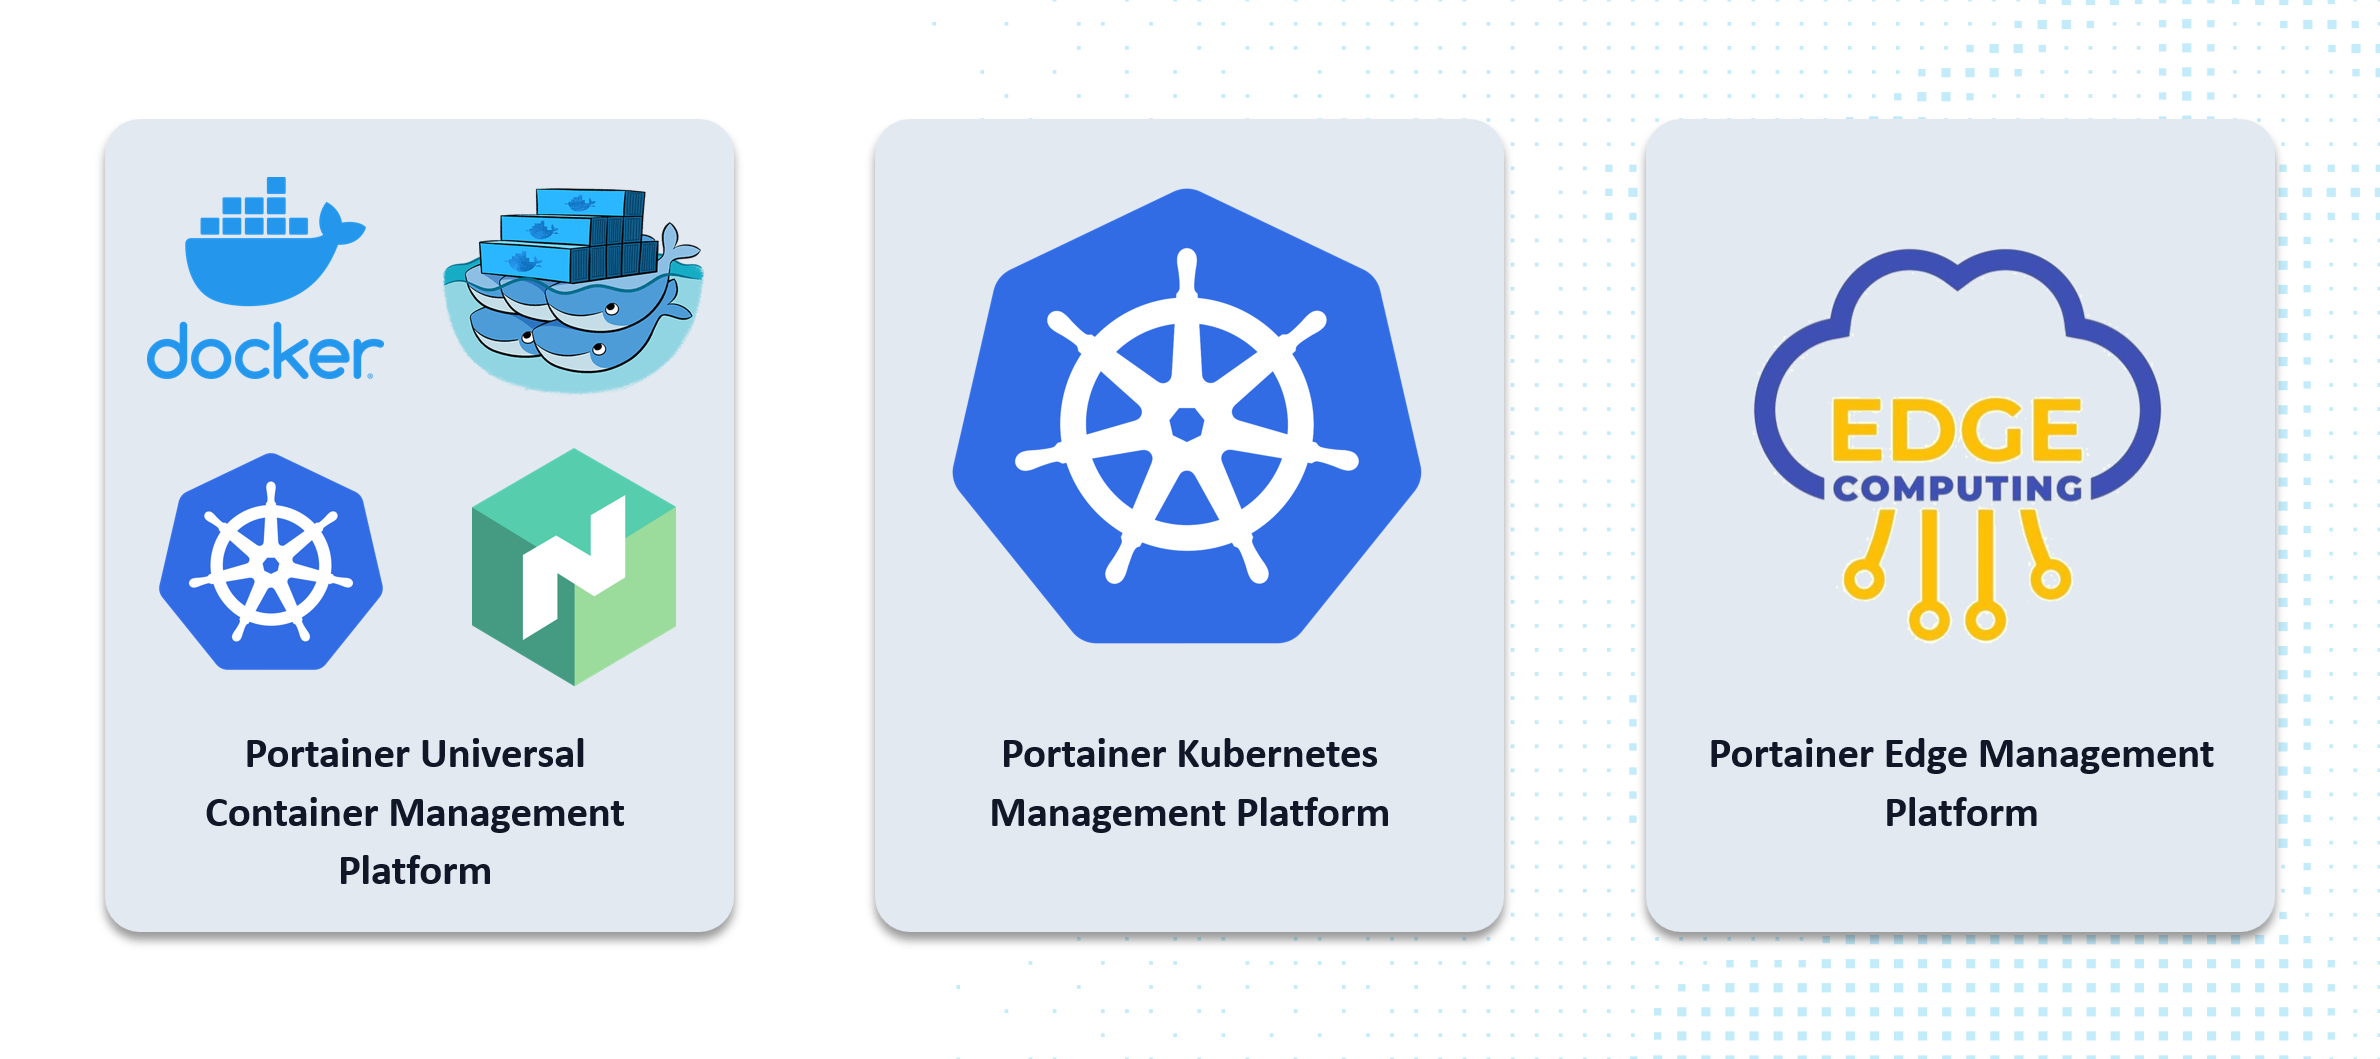 docker
Portainer Universal
Container Management
Platform
Portainer Kubernetes
Management Platform
EDGE
COMPUTING
Portainer Edge Management
Platform